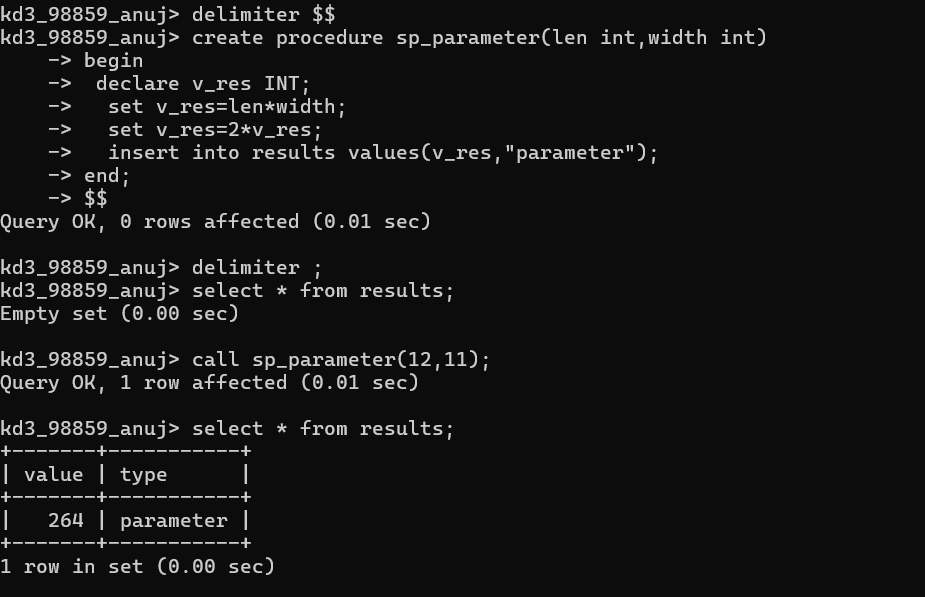 kd3_98859_anuj> delimiter $$
kd3_98859_anuj> create procedure sp_parameter(len int,width int)
    -> begin
    ->  declare v_res INT;
    ->   set v_res=len*width;
    ->   set v_res=2*v_res;
    ->   insert into results values(v_res,"parameter");
    -> end;
    -> $$
Query OK, 0 rows affected (0.01 sec)

kd3_98859_anuj> delimiter ;
kd3_98859_anuj> select * from results;
Empty set (0.00 sec)

kd3_98859_anuj> call sp_parameter(12,11);
Query OK, 1 row affected (0.01 sec)

kd3_98859_anuj> select * from results;
+-------+-----------+
| value | type      |
+-------+-----------+
|   264 | parameter |
+-------+-----------+
1 row in set (0.00 sec)